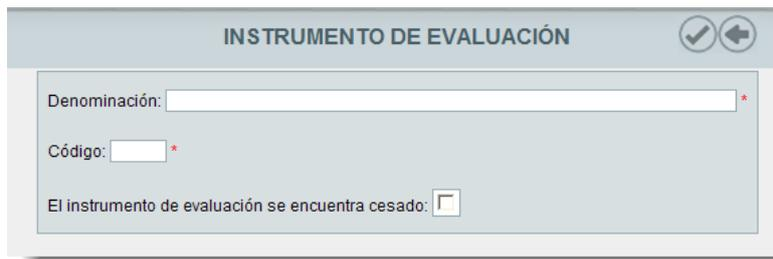 INSTRUMENTO DE EVALUACIÓN
Denominación: *
Código: *
El instrumento de evaluación se encuentra cesado: